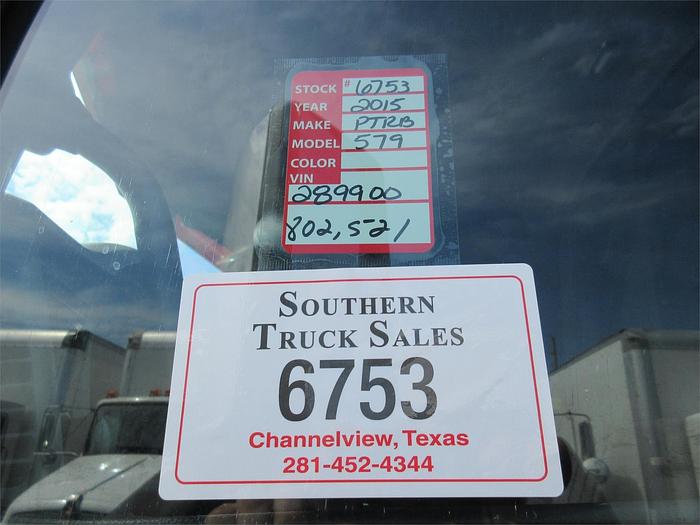 STOCK # 6753
YEAR 2015
MAKE PTRB
MODEL 579
COLOR
VIN
289900
802,521
SOUTHERN
TRUCK SALES
6753
Channelview, Texas
281-452-4344